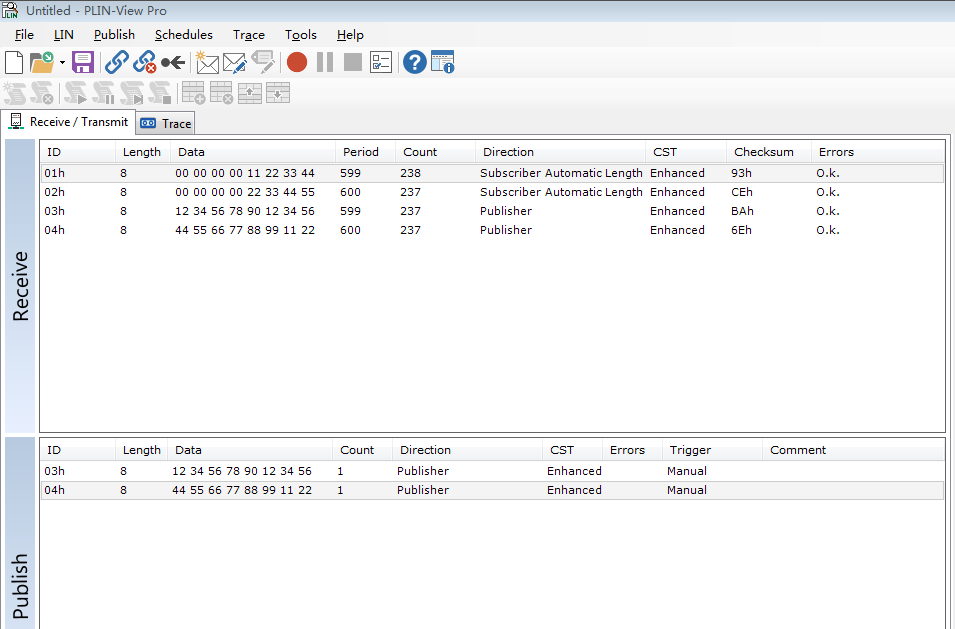 Untitled - PLIN-View Pro
File LIN Publish Schedules Trace Tools Help
Receive / Transmit Trace
Receive
ID Length Data Period Count Direction CST Checksum Errors
01h 8 00 00 00 00 11 22 33 44 599 238 Subscriber Automatic Length Enhanced 93h O.k.
02h 8 00 00 00 00 22 33 44 55 600 237 Subscriber Automatic Length Enhanced CEh O.k.
03h 8 12 34 56 78 90 12 34 56 599 237 Publisher Enhanced BAh O.k.
04h 8 44 55 66 77 88 99 11 22 600 237 Publisher Enhanced 6Eh O.k.
Publish
ID Length Data Count Direction CST Errors Trigger Comment
03h 8 12 34 56 78 90 12 34 56 1 Publisher Enhanced Manual
04h 8 44 55 66 77 88 99 11 22 1 Publisher Enhanced Manual